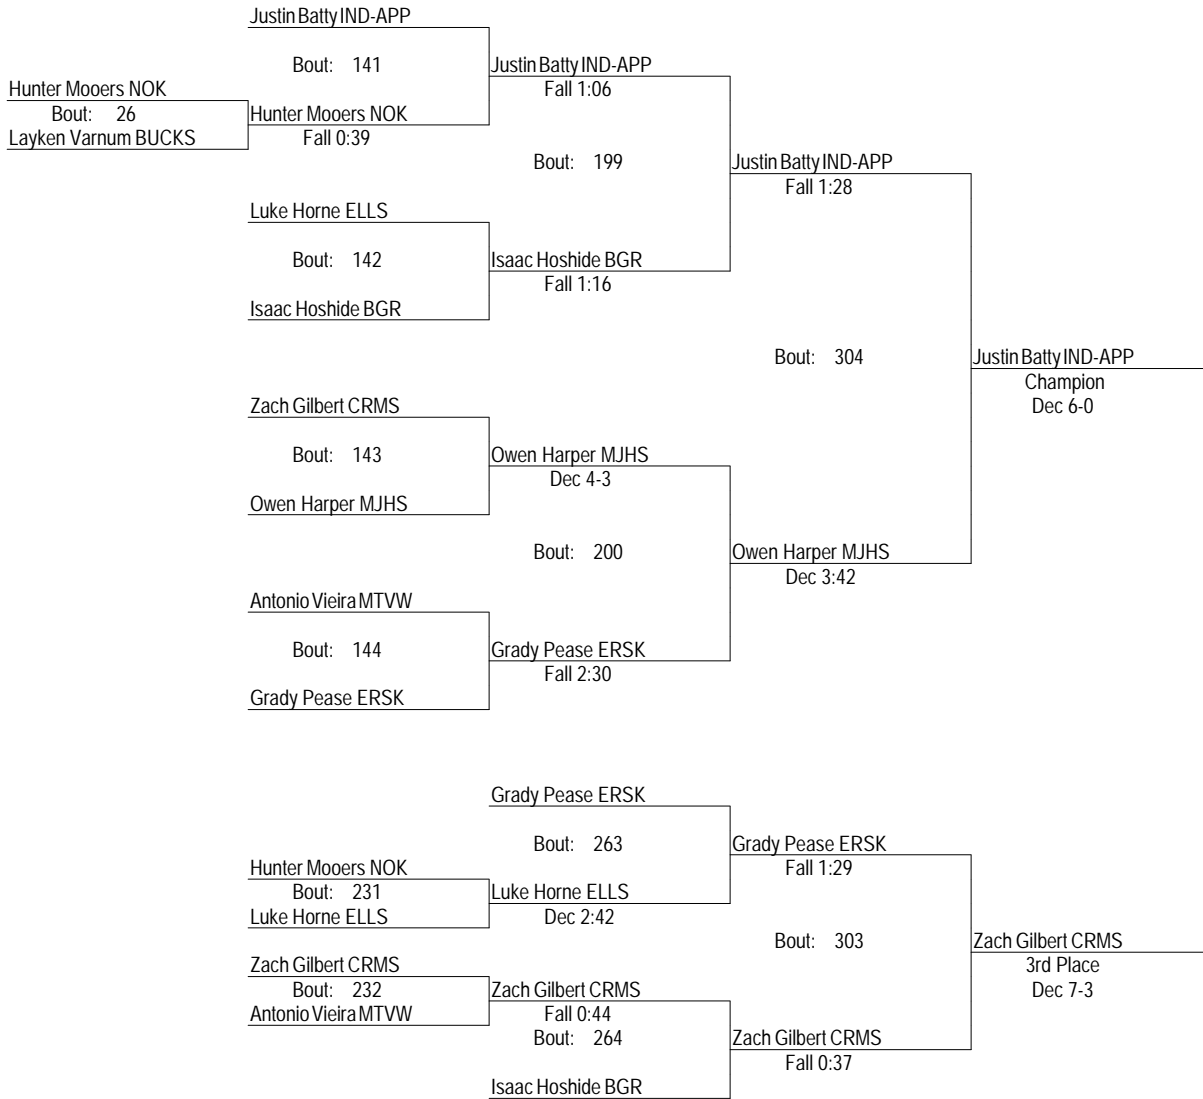 Justin Batty IND-APP
Bout: 141
Justin Batty IND-APP
Fall 1:06
Hunter Mooers NOK
Bout: 26
Layken Varnum BUCKS
Hunter Mooers NOK
Fall 0:39
Bout: 199
Justin Batty IND-APP
Fall 1:28
Luke Horne ELLS
Bout: 142
Isaac Hoshide BGR
Fall 1:16
Isaac Hoshide BGR
Bout: 304
Justin Batty IND-APP
Champion
Dec 6-0
Zach Gilbert CRMS
Bout: 143
Owen Harper MJHS
Dec 4-3
Owen Harper MJHS
Bout: 200
Owen Harper MJHS
Dec 3:42
Antonio Vieira MTVW
Bout: 144
Grady Pease ERSK
Fall 2:30
Grady Pease ERSK
Grady Pease ERSK
Bout: 263
Grady Pease ERSK
Fall 1:29
Hunter Mooers NOK
Bout: 231
Luke Horne ELLS
Luke Horne ELLS
Dec 2:42
Bout: 303
Zach Gilbert CRMS
3rd Place
Dec 7-3
Zach Gilbert CRMS
Bout: 232
Antonio Vieira MTVW
Zach Gilbert CRMS
Fall 0:44
Bout: 264
Zach Gilbert CRMS
Fall 0:37
Isaac Hoshide BGR